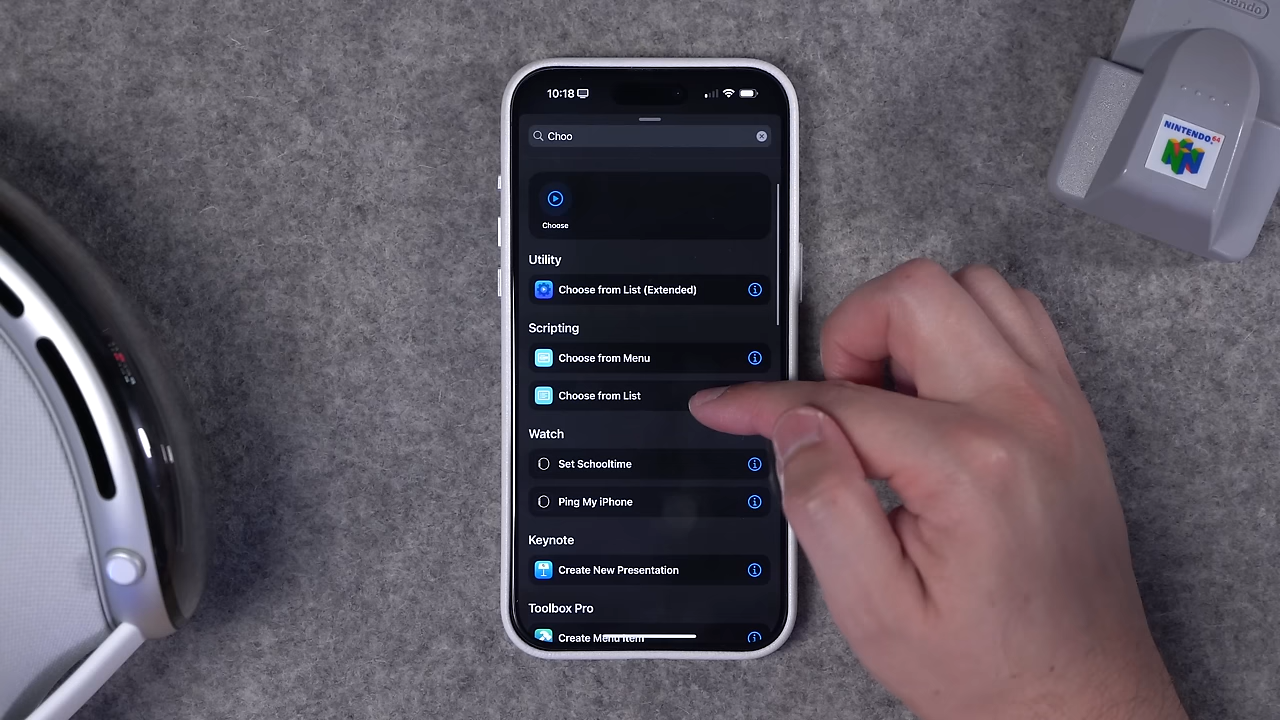 10:18
Choo
Choose
Utility
Choose from List (Extended)
Scripting
Choose from Menu
Choose from List
Watch
Set Schooltime
Ping My iPhone
Keynote
Create New Presentation
Toolbox Pro
Create Menu Item
NINTENDO 64